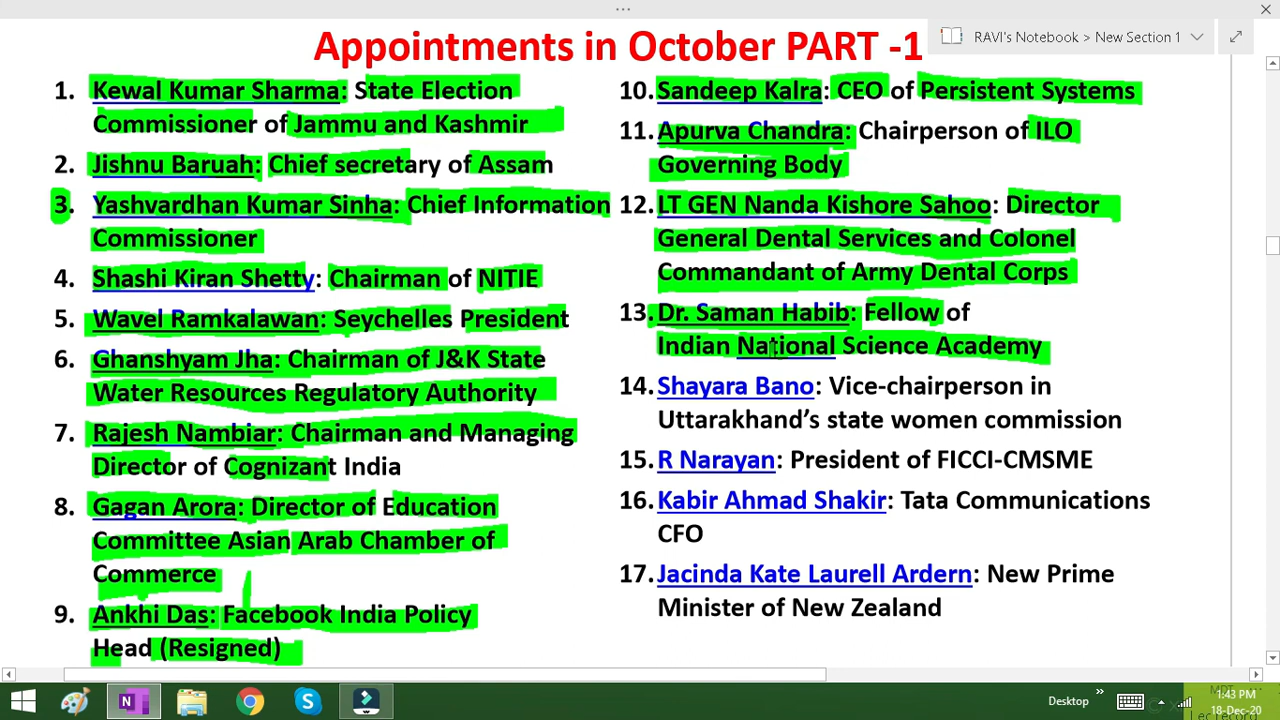 Appointments in October PART -1
RAVI's Notebook > New Section 1
1. Kewal Kumar Sharma: State Election
Commissioner of Jammu and Kashmir
2. Jishnu Baruah: Chief secretary of Assam
3. Yashvardhan Kumar Sinha: Chief Information
Commissioner
4. Shashi Kiran Shetty: Chairman of NITIE
5. Wavel Ramkalawan: Seychelles President
6. Ghanshyam Jha: Chairman of J&K State
Water Resources Regulatory Authority
7. Rajesh Nambiar: Chairman and Managing
Director of Cognizant India
8. Gagan Arora: Director of Education
Committee Asian Arab Chamber of
Commerce
9. Ankhi Das: Facebook India Policy
Head (Resigned)
10. Sandeep Kalra: CEO of Persistent Systems
11. Apurva Chandra: Chairperson of ILO
Governing Body
12. LT GEN Nanda Kishore Sahoo: Director
General Dental Services and Colonel
Commandant of Army Dental Corps
13. Dr. Saman Habib: Fellow of
Indian National Science Academy
14. Shayara Bano: Vice-chairperson in
Uttarakhand’s state women commission
15. R Narayan: President of FICCI-CMSME
16. Kabir Ahmad Shakir: Tata Communications
CFO
17. Jacinda Kate Laurell Ardern: New Prime
Minister of New Zealand
Desktop
1:43 PM
18-Dec-20